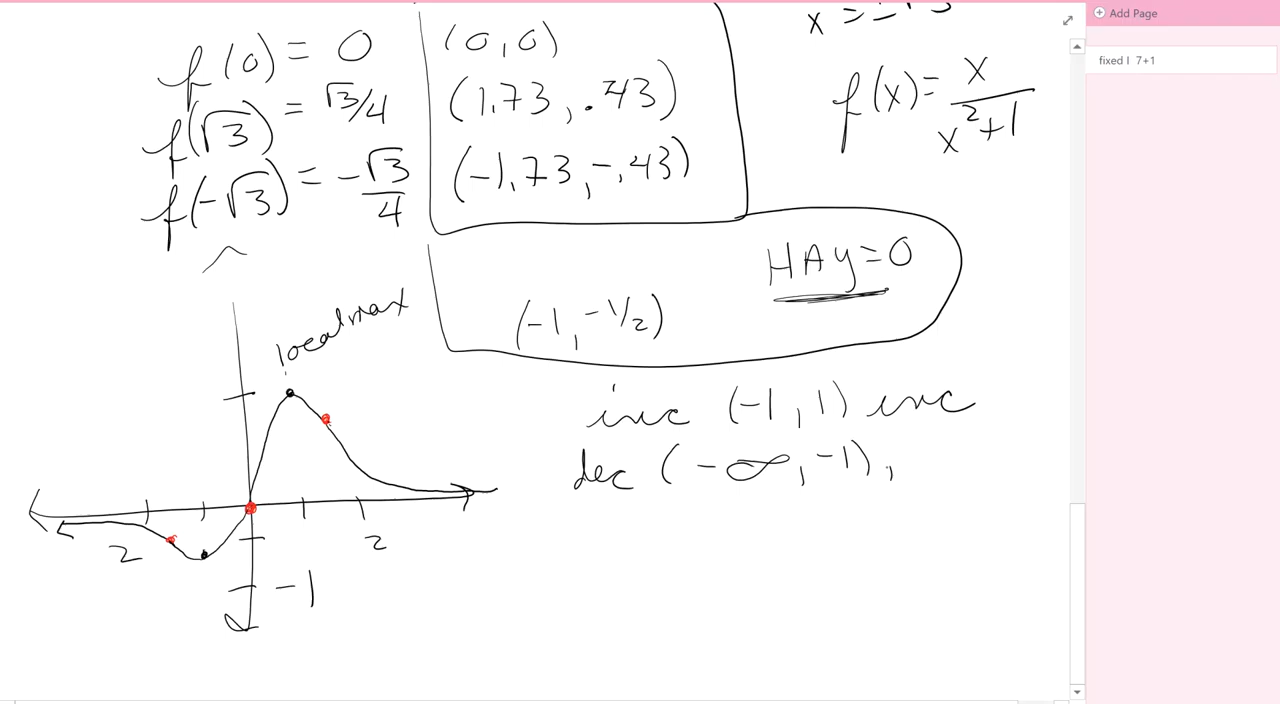 f(0) = 0
f(√3) = √3/4
f(-√3) = -√3/4
(0,0)
(1.73, .43)
(-1.73, -.43)
x = ±√3
f(x) = x/x²+1
HA y=0
(-1, -1/2)
local max
2
2
-1
inc (-1, 1) inc
dec (-∞, -1),
Add Page
fixed l 7+1